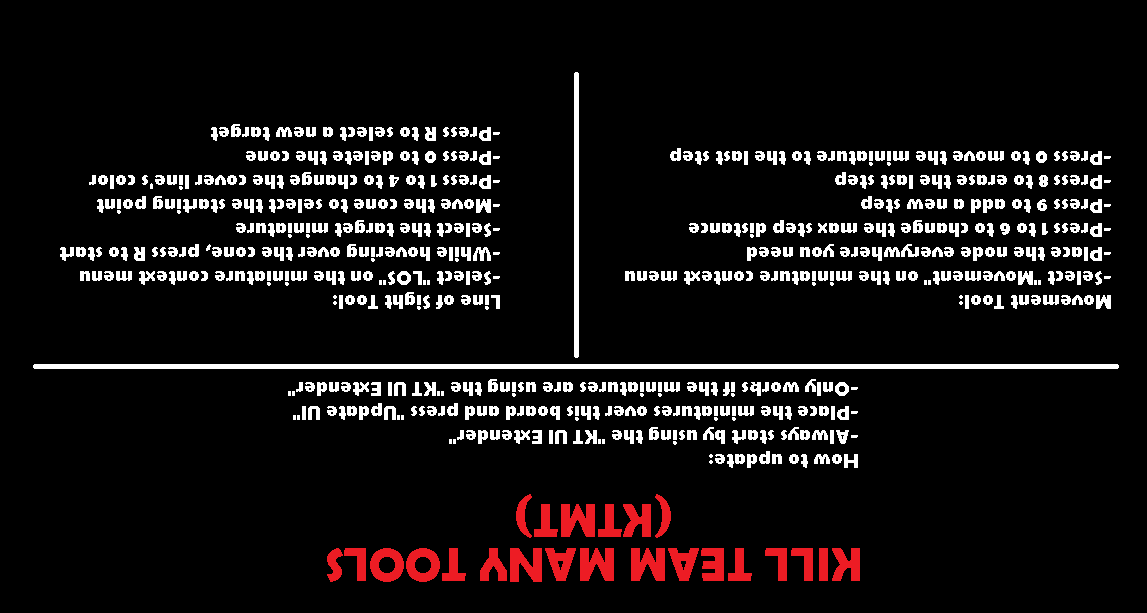 KILL TEAM MANY TOOLS
(KTMT)
How to update:
-Always start by using the "KT UI Extender"
-Place the miniatures over this board and press "Update UI"
-Only works if the miniatures are using the "KT UI Extender"
Movement Tool:
-Select "Movement" on the miniature context menu
-Place the node everywhere you need
-Press 1 to 6 to change the max step distance
-Press 9 to add a new step
-Press 8 to erase the last step
-Press 0 to move the miniature to the last step
Line of Sight Tool:
-Select "LOS" on the miniature context menu
-While hovering over the cone, press R to start
-Select the target miniature
-Move the cone to select the starting point
-Press 1 to 4 to change the cover line's color
-Press 0 to delete the cone
-Press R to select a new target